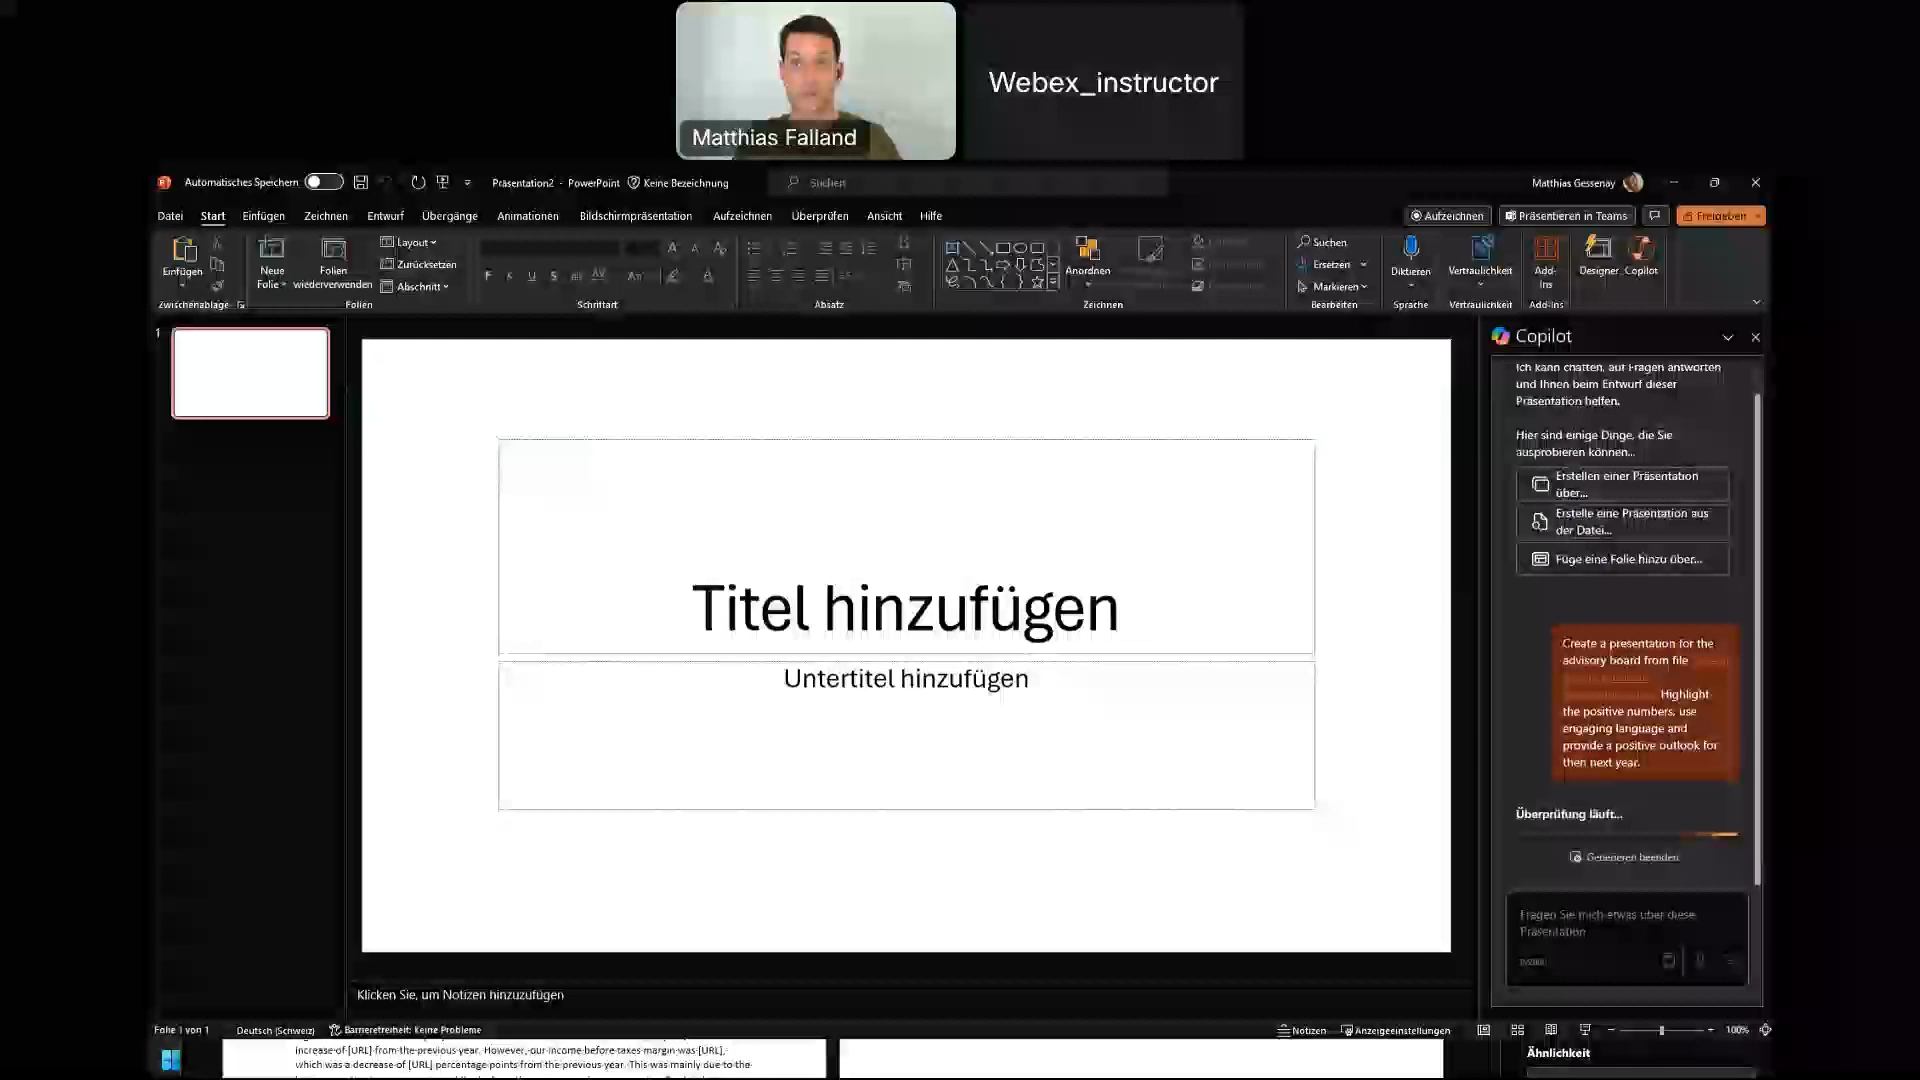 Webex_instructor
Matthias Falland
Automatisches Speichern
Präsentation2 - PowerPoint
Keine Bezeichnung
Suchen
Matthias Gessenay
Datei Start Einfügen Zeichnen Entwurf Übergänge Animationen Bildschirmpräsentation Aufzeichnen Überprüfen Ansicht Hilfe
Aufzeichnen
Präsentieren in Teams
Freigeben
Einfügen
Neue
Folie
Folien
wiederverwenden
Layout
Zurücksetzen
Abschnitt
Anordnen
Suchen
Ersetzen
Markieren
Diktieren
Vertraulichkeit
Add-
Ins
Designer
Copilot
Zwischenablage
Folien
Schriftart
Absatz
Zeichnen
Bearbeiten
Sprache
Vertraulichkeit
Add-Ins
1
Titel hinzufügen
Untertitel hinzufügen
Copilot
Ich kann chatten, auf Fragen antworten
und Ihnen beim Entwurf dieser
Präsentation helfen.
Hier sind einige Dinge, die Sie
ausprobieren können...
Erstellen einer Präsentation
über...
Erstelle eine Präsentation aus
der Datei...
Füge eine Folie hinzu über...
Create a presentation for the
advisory board from file
Highlight
the positive numbers, use
engaging language and
provide a positive outlook for
then next year.
Überprüfung läuft...
Generieren beenden
Fragen Sie mich etwas über diese
Präsentation
Klicken Sie, um Notizen hinzuzufügen
Folie 1 von 1
Deutsch (Schweiz)
Barrierefreiheit: Keine Probleme
Notizen
Anzeigeeinstellungen
100%
increase of [URL] from the previous year. However, our income before taxes margin was [URL],
which was a decrease of [URL] percentage points from the previous year. This was mainly due to the
Ähnlichkeit